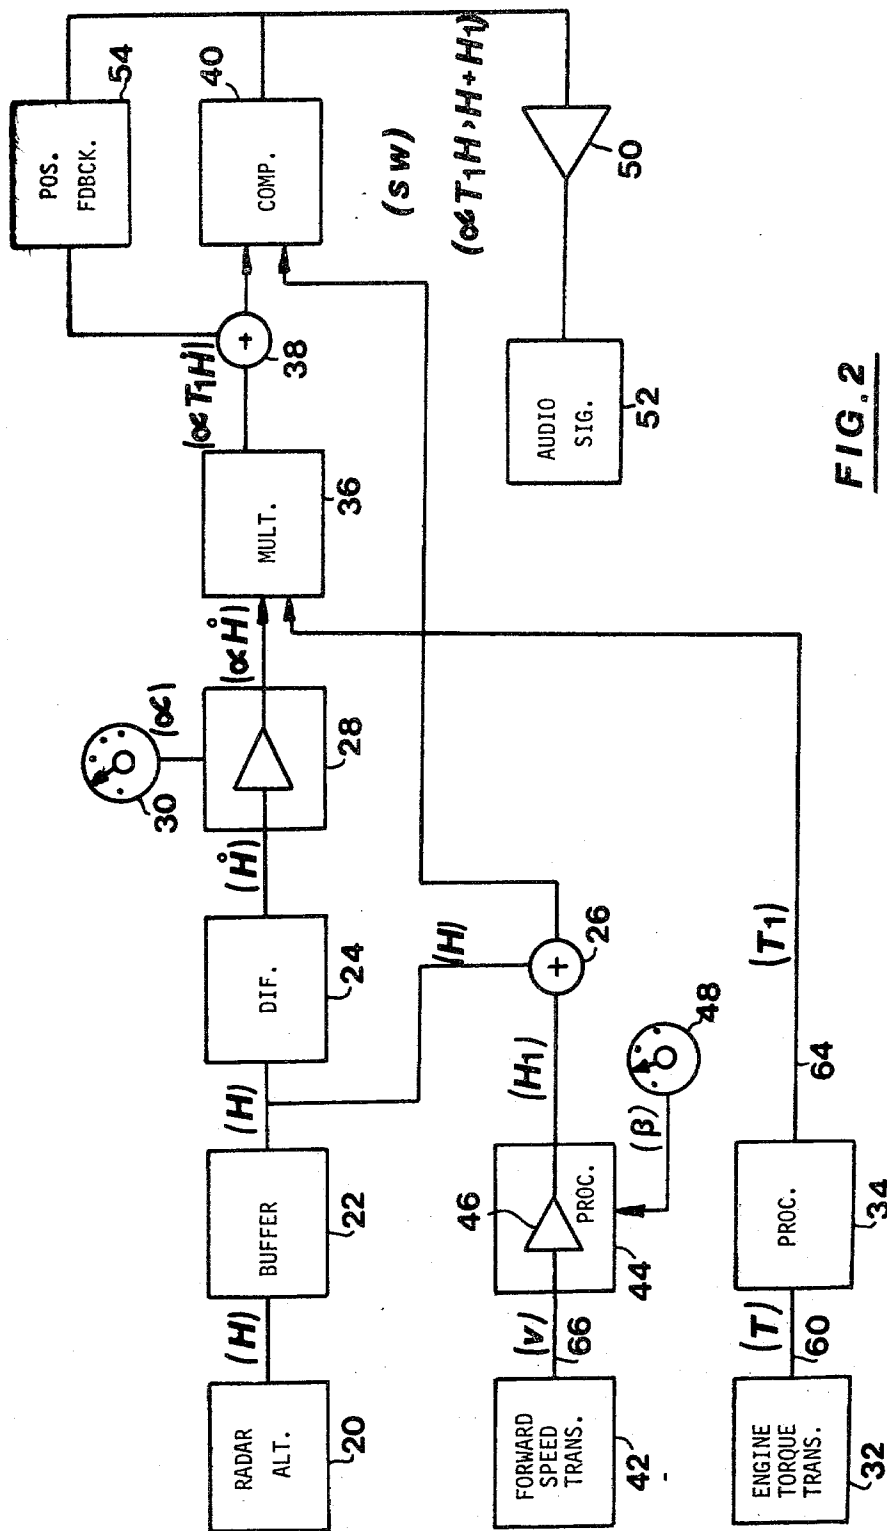 RADAR
ALT.
20
(H)
BUFFER
22
(H)
DIF.
24
(Ḣ)
30
(α)
28
(αḢ)
MULT.
36
(αT1Ḣ)
+
38
POS.
FDBCK.
54
COMP.
40
(SW)
(αT1H>H+H1)
50
AUDIO
SIG.
52
FORWARD
SPEED
TRANS.
42
(V)
66
46
PROC.
44
(H1)
(β)
48
(H)
+
26
ENGINE
TORQUE
TRANS.
32
(T)
60
PROC.
34
64
(T1)
FIG.2